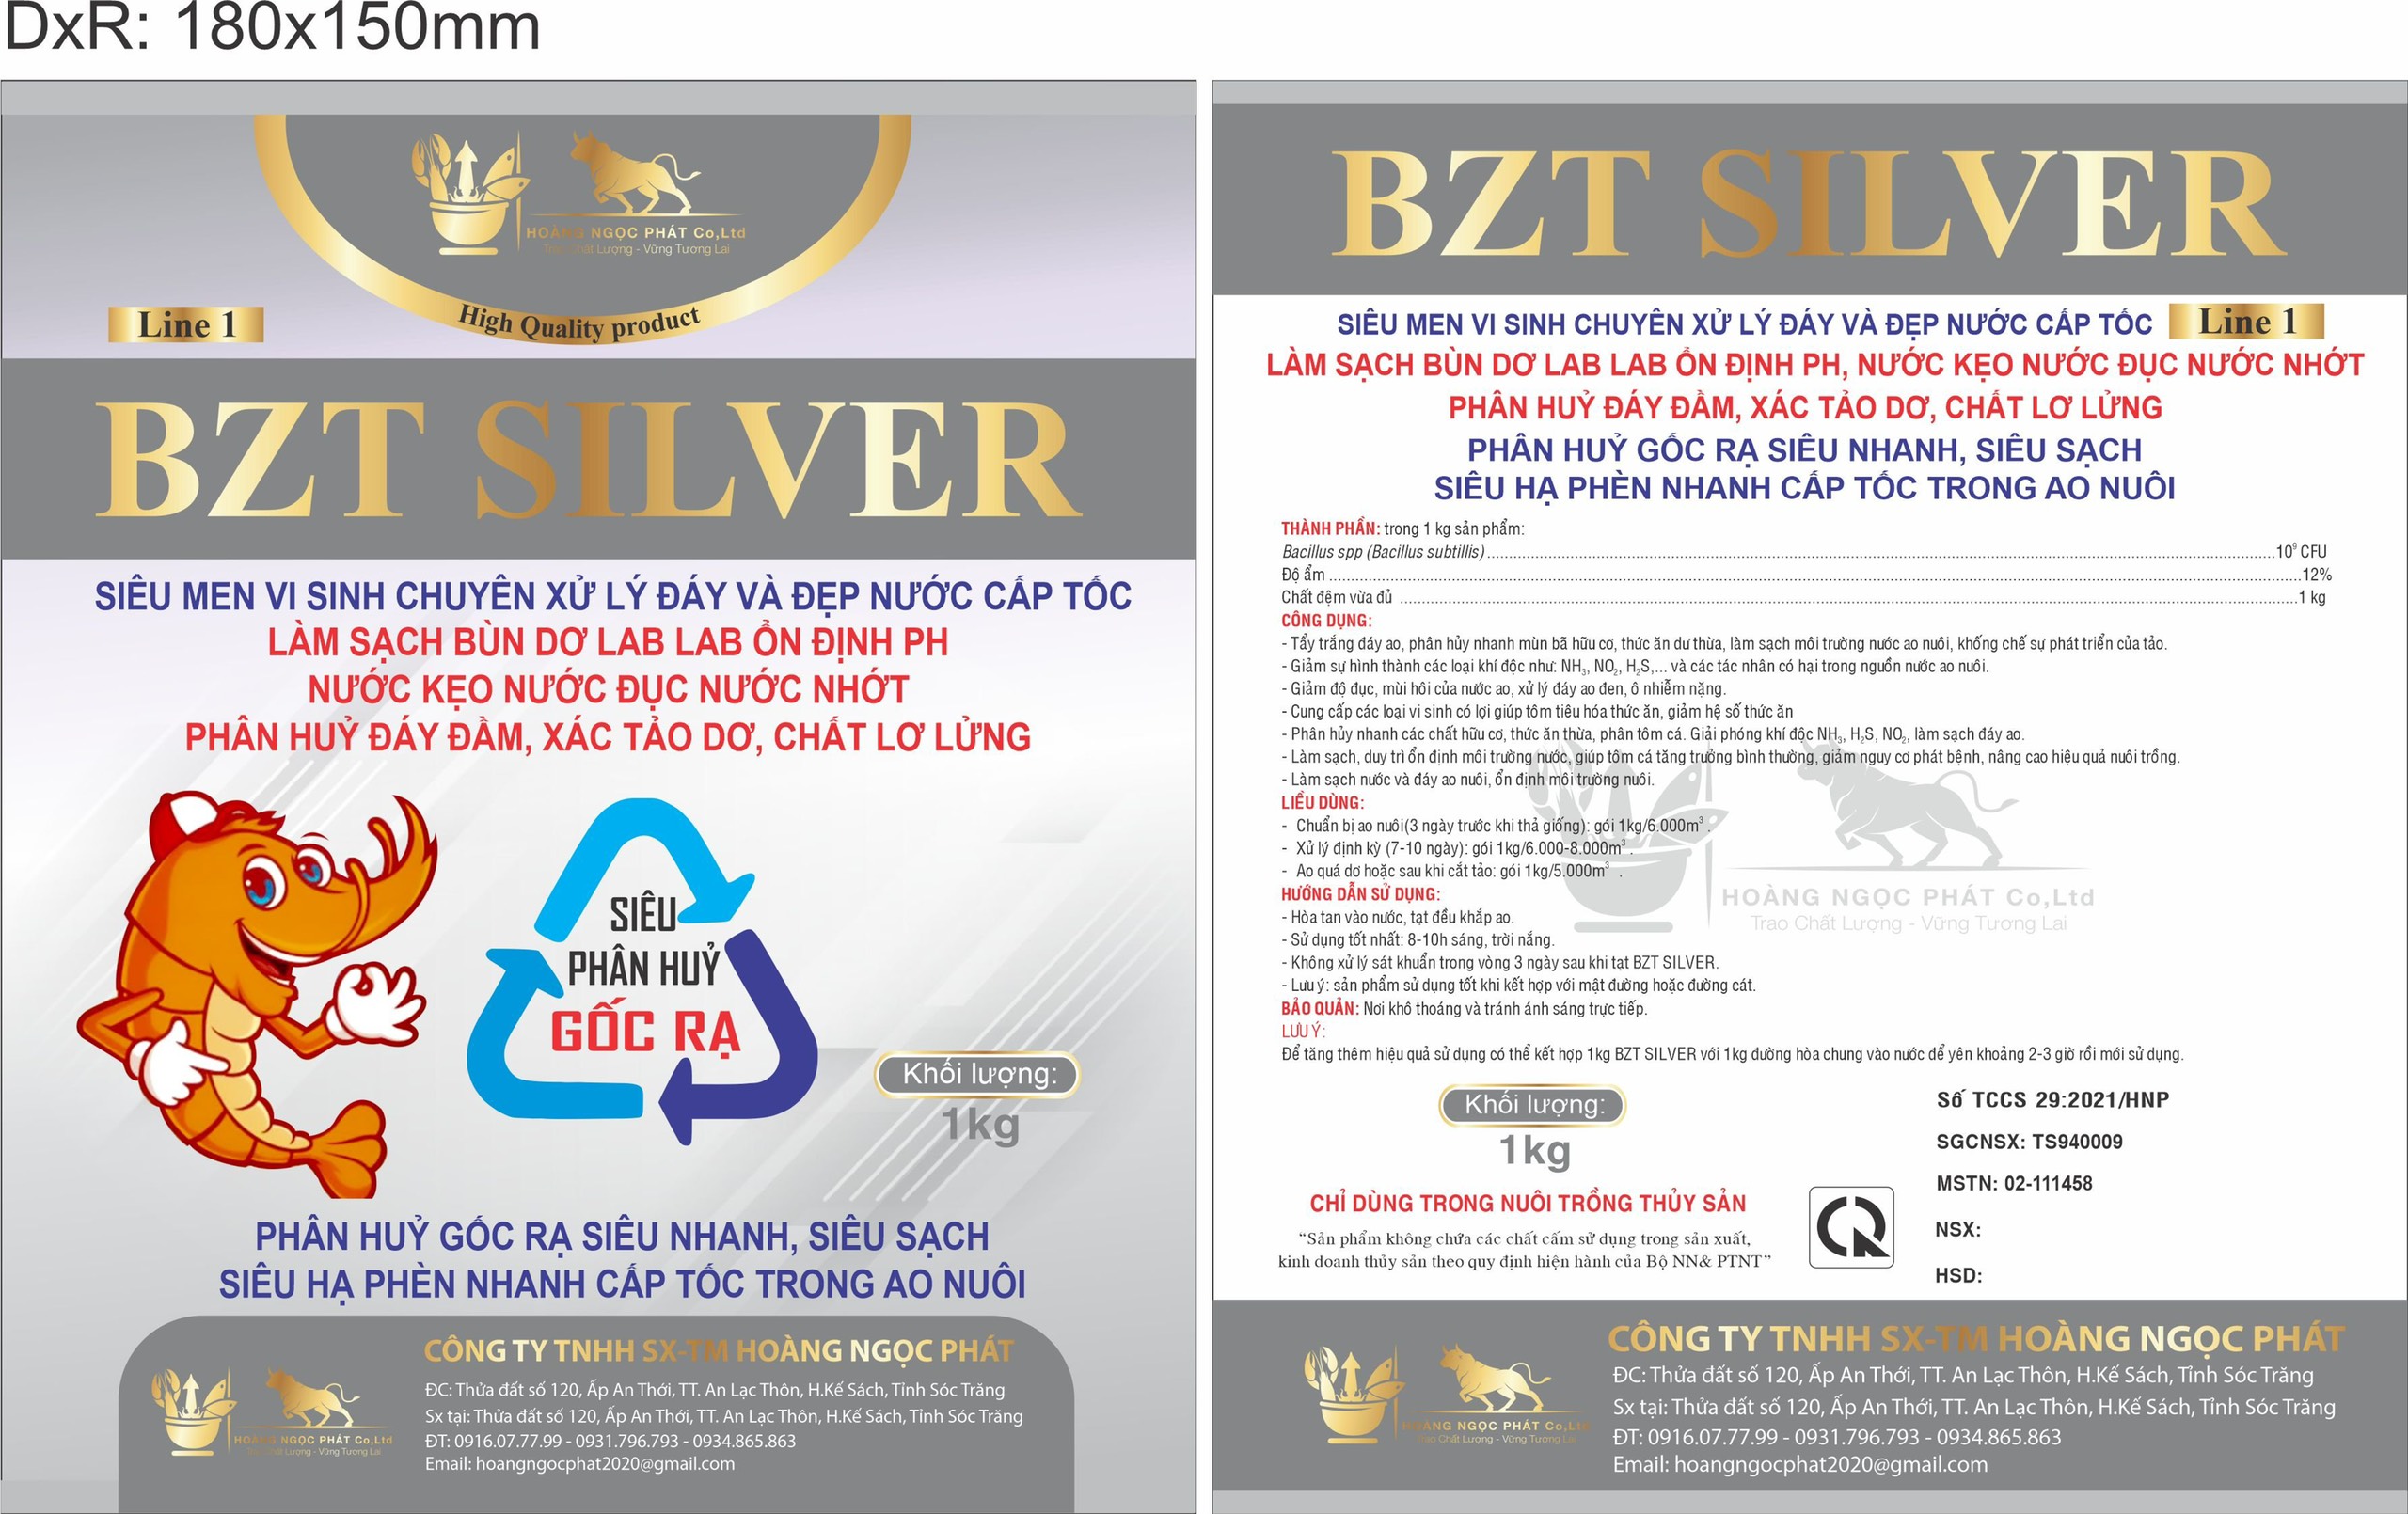 DxR: 180x150mm
HOÀNG NGỌC PHÁT Co,Ltd
Trao Chất Lượng - Vững Tương Lai
High Quality product
Line 1
BZT SILVER
SIÊU MEN VI SINH CHUYÊN XỬ LÝ ĐÁY VÀ ĐẸP NƯỚC CẤP TỐC
LÀM SẠCH BÙN DƠ LAB LAB ỔN ĐỊNH PH
NƯỚC KẸO NƯỚC ĐỤC NƯỚC NHỚT
PHÂN HUỶ ĐÁY ĐẦM, XÁC TẢO DƠ, CHẤT LƠ LỬNG
SIÊU
PHÂN HUỶ
GỐC RẠ
Khối lượng:
1kg
PHÂN HUỶ GỐC RẠ SIÊU NHANH, SIÊU SẠCH
SIÊU HẠ PHÈN NHANH CẤP TỐC TRONG AO NUÔI
HOÀNG NGỌC PHÁT Co,Ltd
Trao Chất Lượng - Vững Tương Lai
CÔNG TY TNHH SX-TM HOÀNG NGỌC PHÁT
ĐC: Thửa đất số 120, Ấp An Thới, TT. An Lạc Thôn, H.Kế Sách, Tỉnh Sóc Trăng
Sx tại: Thửa đất số 120, Ấp An Thới, TT. An Lạc Thôn, H.Kế Sách, Tỉnh Sóc Trăng
ĐT: 0916.07.77.99 - 0931.796.793 - 0934.865.863
Email: hoangngocphat2020@gmail.com
BZT SILVER
SIÊU MEN VI SINH CHUYÊN XỬ LÝ ĐÁY VÀ ĐẸP NƯỚC CẤP TỐC Line 1
LÀM SẠCH BÙN DƠ LAB LAB ỔN ĐỊNH PH, NƯỚC KẸO NƯỚC ĐỤC NƯỚC NHỚT
PHÂN HUỶ ĐÁY ĐẦM, XÁC TẢO DƠ, CHẤT LƠ LỬNG
PHÂN HUỶ GỐC RẠ SIÊU NHANH, SIÊU SẠCH
SIÊU HẠ PHÈN NHANH CẤP TỐC TRONG AO NUÔI
THÀNH PHẦN: trong 1 kg sản phẩm:
Bacillus spp (Bacillus subtillis)........10⁹ CFU
Độ ẩm........12%
Chất đệm vừa đủ ........1 kg
CÔNG DỤNG:
- Tẩy trắng đáy ao, phân hủy nhanh mùn bã hữu cơ, thức ăn dư thừa, làm sạch môi trường nước ao nuôi, khống chế sự phát triển của tảo.
- Giảm sự hình thành các loại khí độc như: NH₃, NO₂, H₂S,... và các tác nhân có hại trong nguồn nước ao nuôi.
- Giảm độ đục, mùi hôi của nước ao, xử lý đáy ao đen, ô nhiễm nặng.
- Cung cấp các loại vi sinh có lợi giúp tôm tiêu hóa thức ăn, giảm hệ số thức ăn
- Phân hủy nhanh các chất hữu cơ, thức ăn thừa, phân tôm cá. Giải phóng khí độc NH₃, H₂S, NO₂, làm sạch đáy ao.
- Làm sạch, duy trì ổn định môi trường nước, giúp tôm cá tăng trưởng bình thường, giảm nguy cơ phát bệnh, nâng cao hiệu quả nuôi trồng.
- Làm sạch nước và đáy ao nuôi, ổn định môi trường nuôi.
LIỀU DÙNG:
- Chuẩn bị ao nuôi(3 ngày trước khi thả giống): gói 1kg/6.000m³ .
- Xử lý định kỳ (7-10 ngày): gói 1kg/6.000-8.000m³ .
- Ao quá dơ hoặc sau khi cắt tảo: gói 1kg/5.000m³ .
HƯỚNG DẪN SỬ DỤNG:
- Hòa tan vào nước, tạt đều khắp ao.
- Sử dụng tốt nhất: 8-10h sáng, trời nắng.
- Không xử lý sát khuẩn trong vòng 3 ngày sau khi tạt BZT SILVER.
- Lưu ý: sản phẩm sử dụng tốt khi kết hợp với mật đường hoặc đường cát.
BẢO QUẢN: Nơi khô thoáng và tránh ánh sáng trực tiếp.
LƯU Ý:
Để tăng thêm hiệu quả sử dụng có thể kết hợp 1kg BZT SILVER với 1kg đường hòa chung vào nước để yên khoảng 2-3 giờ rồi mới sử dụng.
HOÀNG NGỌC PHÁT Co,Ltd
Trao Chất Lượng - Vững Tương Lai
Khối lượng:
1kg
CHỈ DÙNG TRONG NUÔI TRỒNG THỦY SẢN
“Sản phẩm không chứa các chất cấm sử dụng trong sản xuất,
kinh doanh thủy sản theo quy định hiện hành của Bộ NN& PTNT”
Số TCCS 29:2021/HNP
SGCNSX: TS940009
MSTN: 02-111458
NSX:
HSD:
HOÀNG NGỌC PHÁT Co,Ltd
Trao Chất Lượng - Vững Tương Lai
CÔNG TY TNHH SX-TM HOÀNG NGỌC PHÁT
ĐC: Thửa đất số 120, Ấp An Thới, TT. An Lạc Thôn, H.Kế Sách, Tỉnh Sóc Trăng
Sx tại: Thửa đất số 120, Ấp An Thới, TT. An Lạc Thôn, H.Kế Sách, Tỉnh Sóc Trăng
ĐT: 0916.07.77.99 - 0931.796.793 - 0934.865.863
Email: hoangngocphat2020@gmail.com